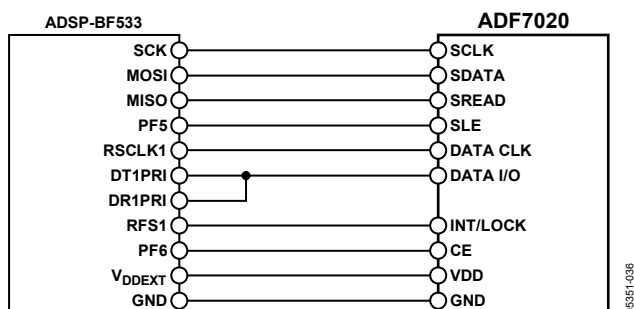 ADSP-BF533 ADF7020
SCK SCLK
MOSI SDATA
MISO SREAD
PF5 SLE
RSCLK1 DATA CLK
DT1PRI DATA I/O
DR1PRI
RFS1 INT/LOCK
PF6 CE
VDDEXT VDD
GND GND
05351-036